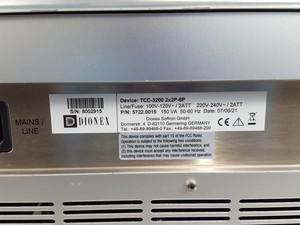 S/N: 8002915
DIONEX
MAINS /
LINE
Device: TCC-3200 2x2P-6P
Line/Fuse: 100V-120V~ / 2ATT 220V-240V~ / 2ATT
P/N: 5722.0015 150 VA 50-60 Hz Date: 07/06/21
Dionex Softron GmbH
Dornierstr. 4 D-82110 Germering GERMANY
Tel.: +49-89-89468-0 Fax.: +49-89-89468-200
This device complies with part 15 of the FCC Rules.
Operation is subject to the following two conditions:
(1) This device may not cause harmful interference, and
(2) this device must accept any interference received,
including interference that may cause undesired operation.